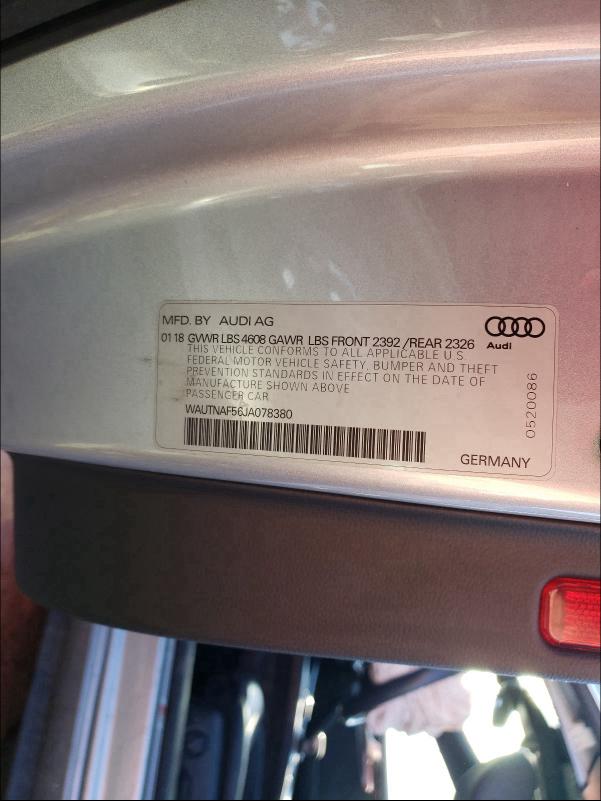 MFD. BY AUDI AG
Audi
01 18 GVWR LBS 4608 GAWR LBS FRONT 2392 /REAR 2326
THIS VEHICLE CONFORMS TO ALL APPLICABLE U.S.
FEDERAL MOTOR VEHICLE SAFETY, BUMPER AND THEFT
PREVENTION STANDARDS IN EFFECT ON THE DATE OF
MANUFACTURE SHOWN ABOVE
PASSENGER CAR
WAUTNAF56JA078380
GERMANY
0520086